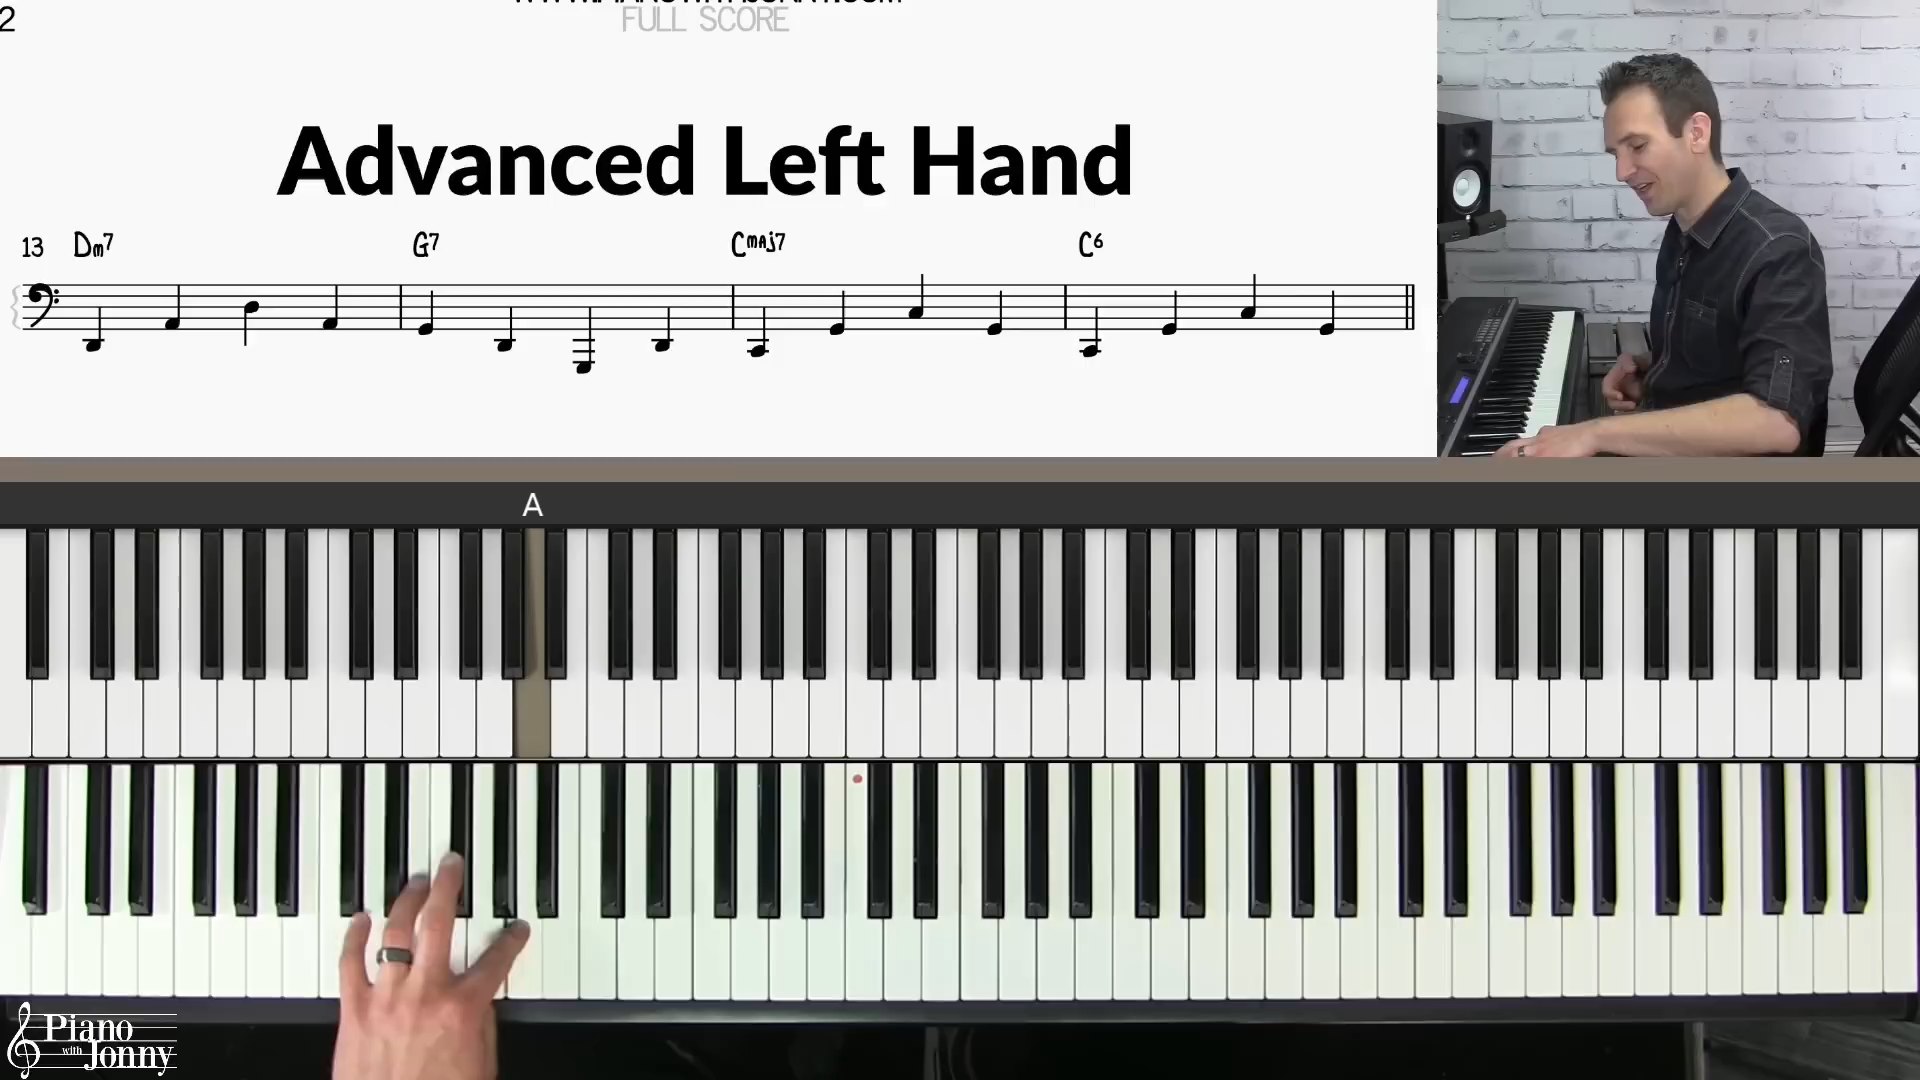 2
FULL SCORE
Advanced Left Hand
13 Dm7 G7 Cmaj7 C6
A
Piano
with Jonny